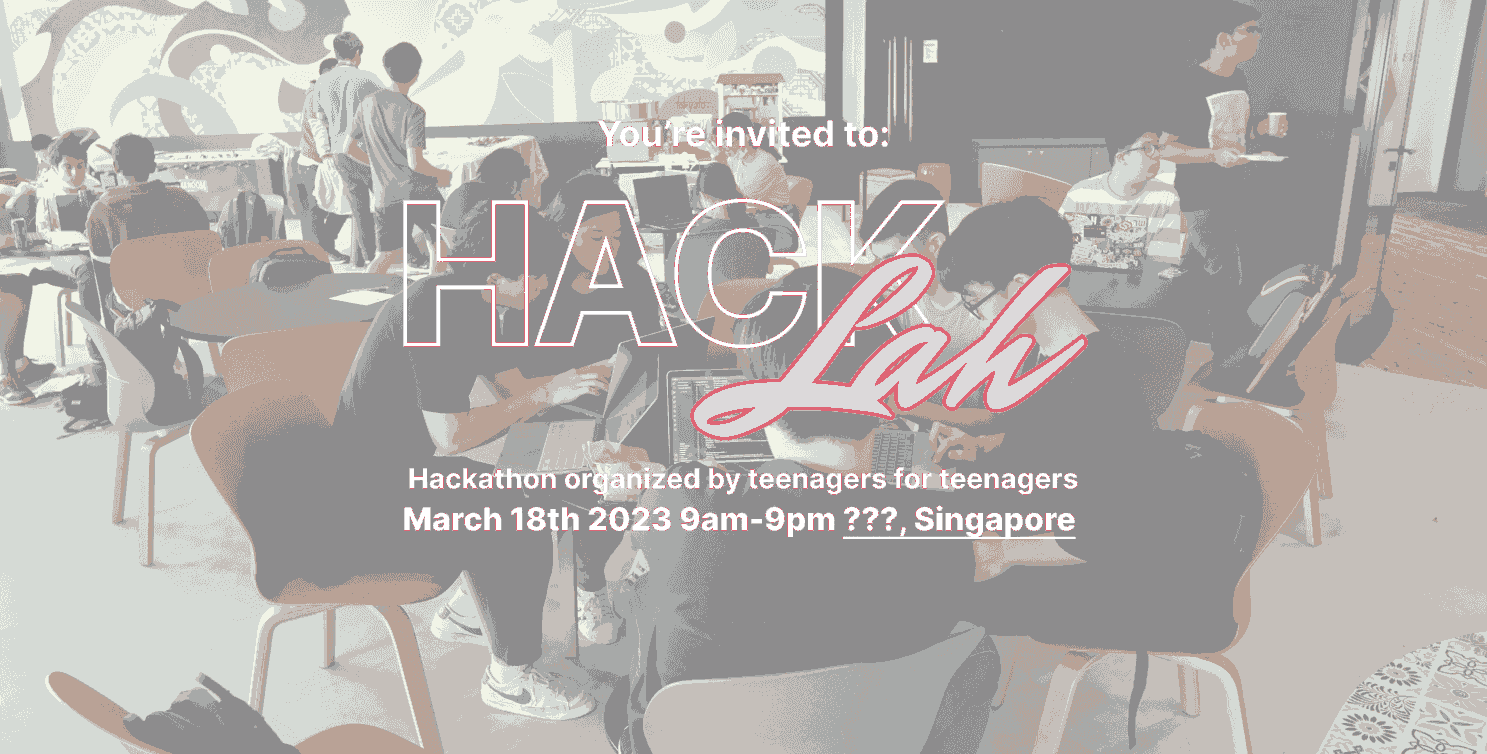 You're invited to:
HACK
Lah
Hackathon organized by teenagers for teenagers
March 18th 2023 9am-9pm ???, Singapore